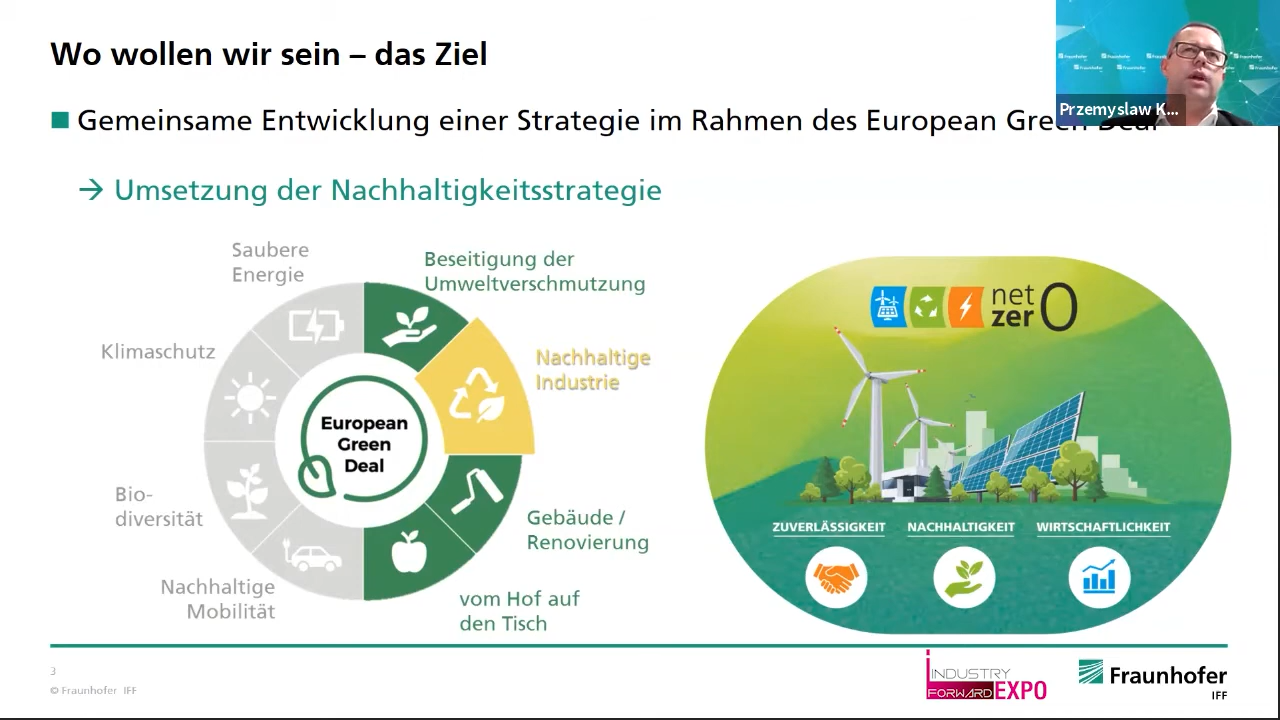 Wo wollen wir sein – das Ziel
Przemyslaw K...
Gemeinsame Entwicklung einer Strategie im Rahmen des European Green Deal
→ Umsetzung der Nachhaltigkeitsstrategie
Saubere
Energie
Beseitigung der
Umweltverschmutzung
Klimaschutz
Nachhaltige
Industrie
European
Green
Deal
Bio-
diversität
Gebäude /
Renovierung
Nachhaltige
Mobilität
vom Hof auf
den Tisch
net
zer0
ZUVERLÄSSIGKEIT
NACHHALTIGKEIT
WIRTSCHAFTLICHKEIT
3
© Fraunhofer IFF
INDUSTRY
FORWARD EXPO
Fraunhofer
IFF